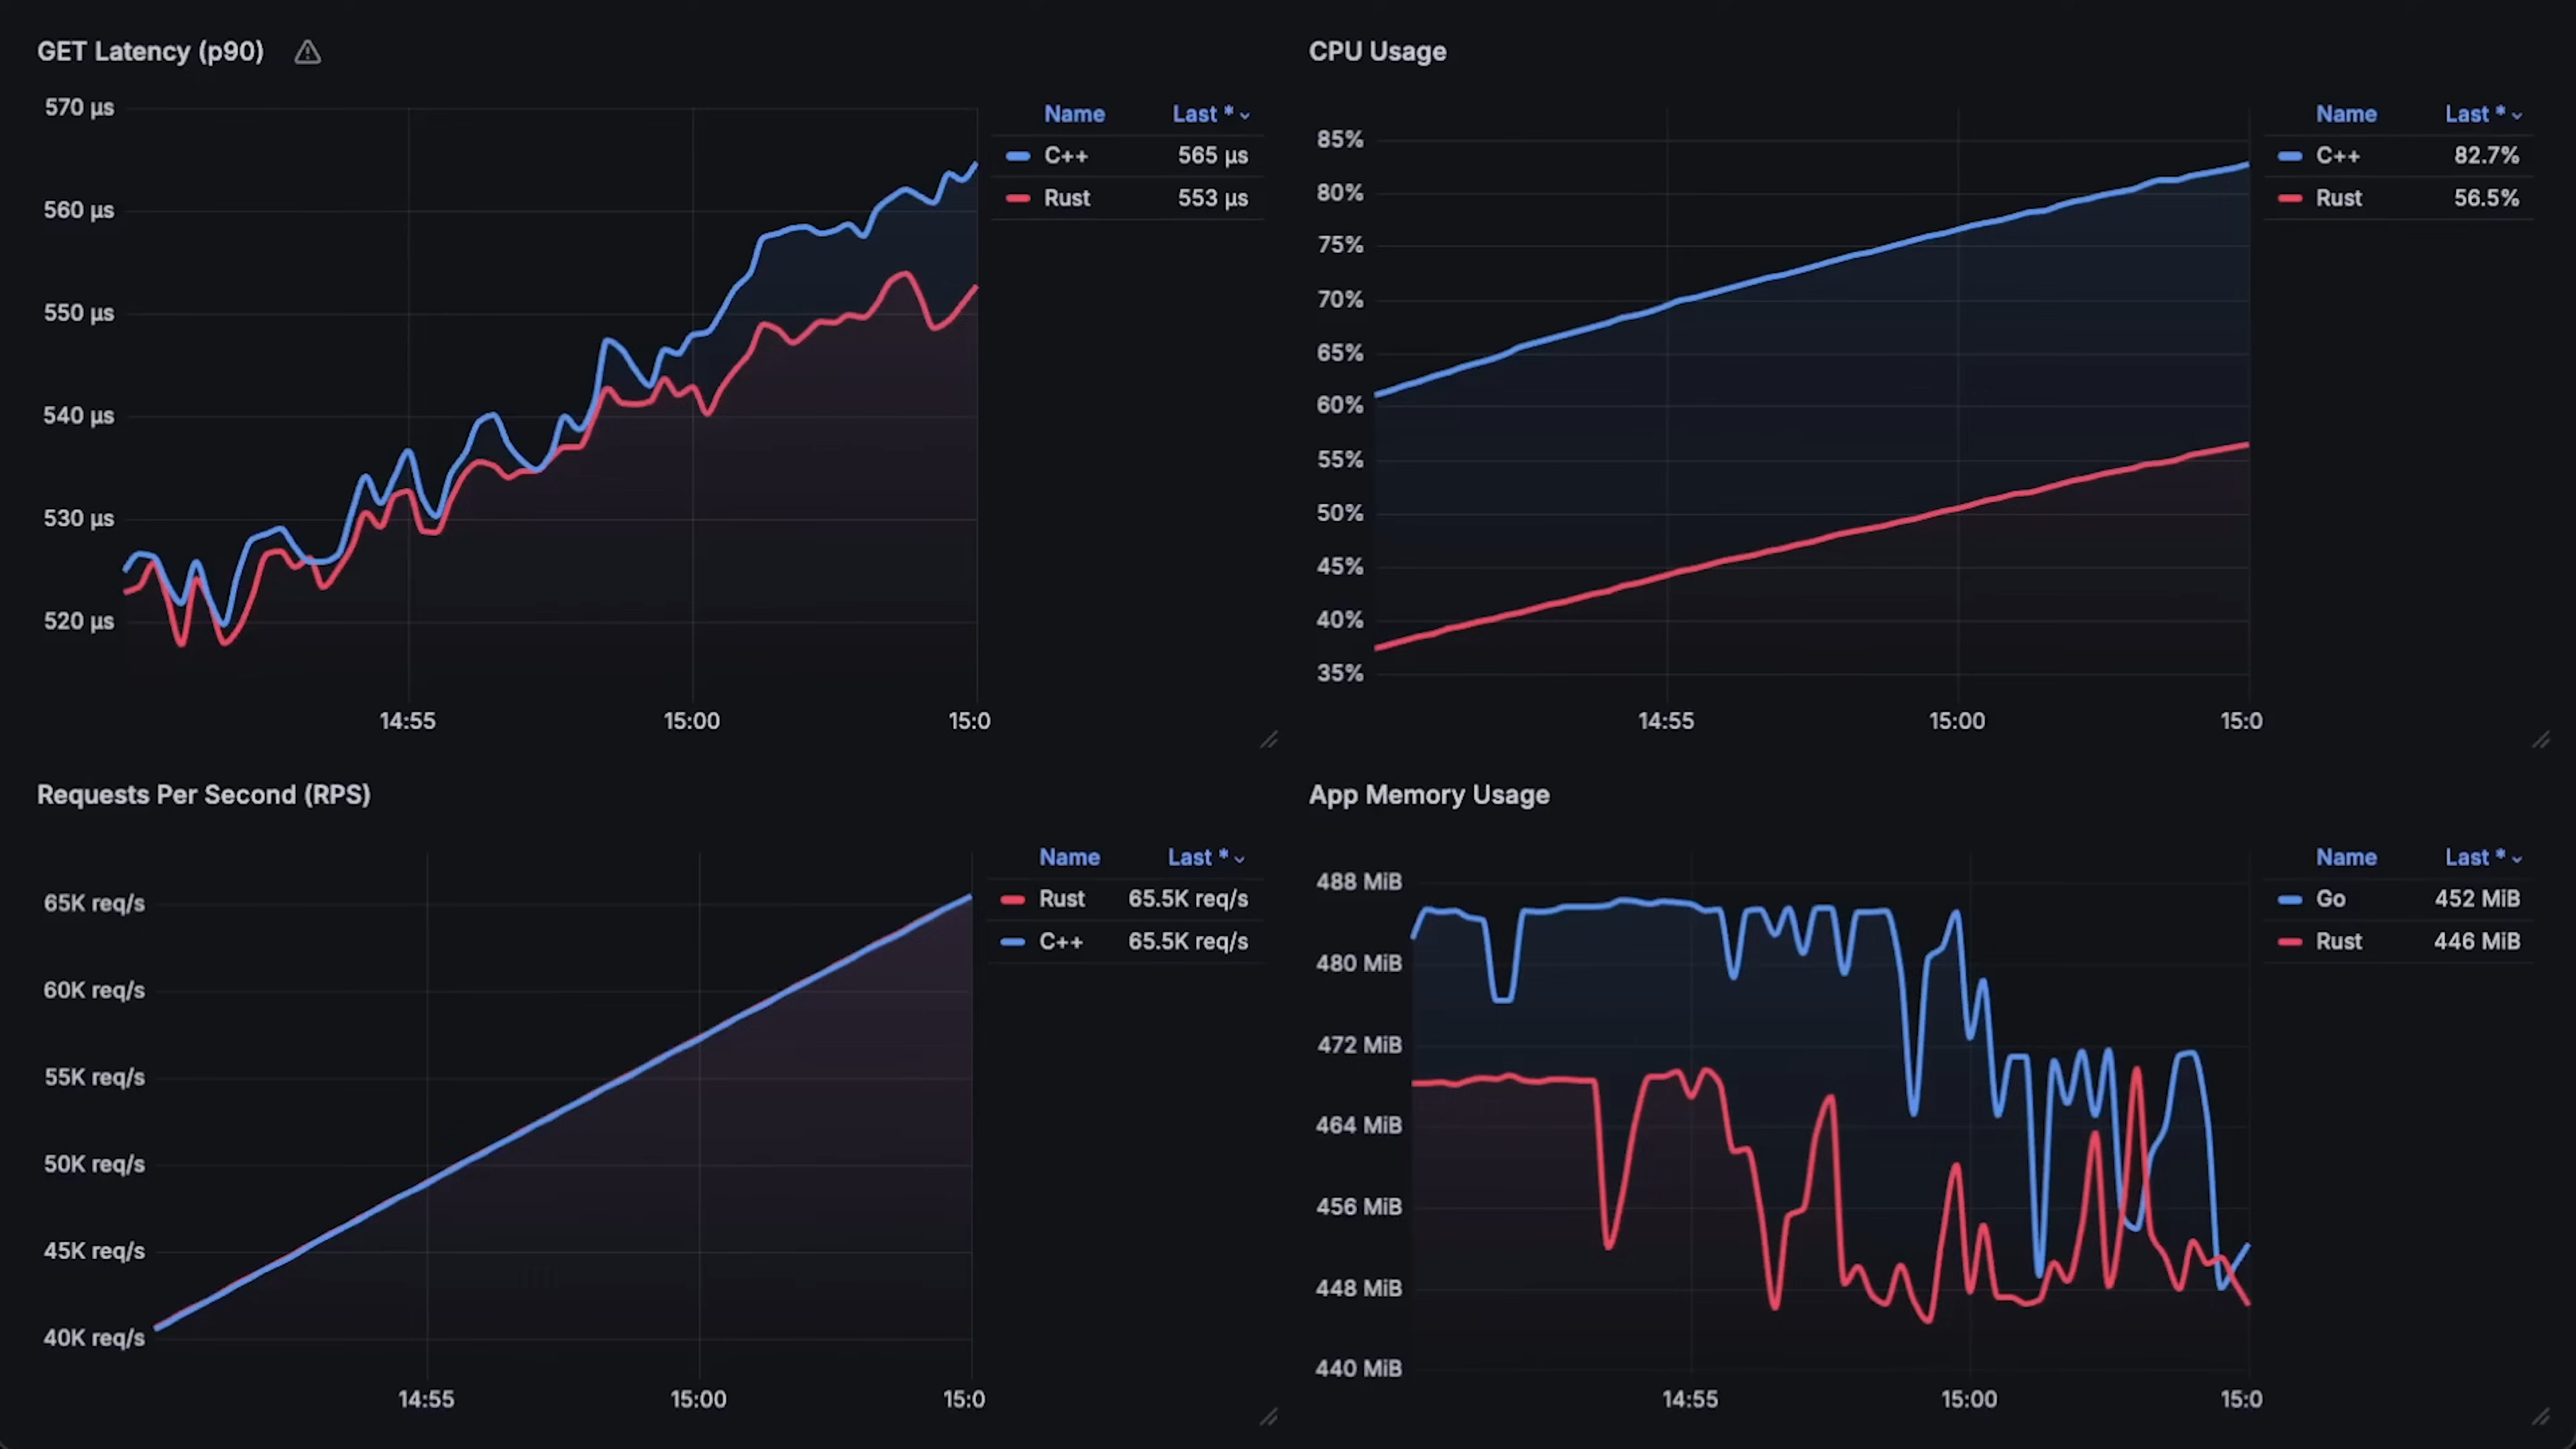 GET Latency (p90)
570 µs
560 µs
550 µs
540 µs
530 µs
520 µs
14:55 15:00 15:0
Name Last *
C++ 565 µs
Rust 553 µs
CPU Usage
85%
80%
75%
70%
65%
60%
55%
50%
45%
40%
35%
14:55 15:00 15:0
Name Last *
C++ 82.7%
Rust 56.5%
Requests Per Second (RPS)
65K req/s
60K req/s
55K req/s
50K req/s
45K req/s
40K req/s
14:55 15:00 15:0
Name Last *
Rust 65.5K req/s
C++ 65.5K req/s
App Memory Usage
488 MiB
480 MiB
472 MiB
464 MiB
456 MiB
448 MiB
440 MiB
14:55 15:00 15:0
Name Last *
Go 452 MiB
Rust 446 MiB